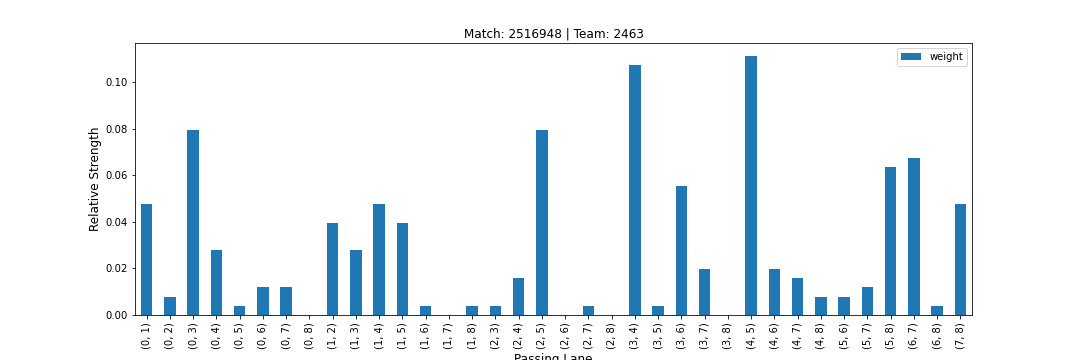 Match: 2516948 | Team: 2463
weight
Relative Strength
0.10
0.08
0.06
0.04
0.02
0.00
(0, 1) (0, 2) (0, 3) (0, 4) (0, 5) (0, 6) (0, 7) (0, 8) (1, 2) (1, 3) (1, 4) (1, 5) (1, 6) (1, 7) (1, 8) (2, 3) (2, 4) (2, 5) (2, 6) (2, 7) (2, 8) (3, 4) (3, 5) (3, 6) (3, 7) (3, 8) (4, 5) (4, 6) (4, 7) (4, 8) (5, 6) (5, 7) (5, 8) (6, 7) (6, 8) (7, 8)
Passing Lane